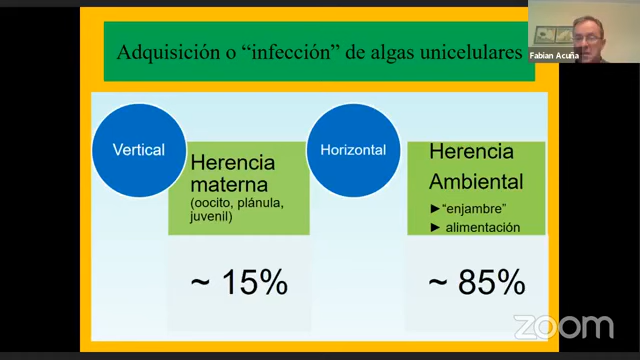 Adquisición o “infección” de algas unicelulares
Fabian Acuña
Vertical
Herencia
materna
(oocito, plánula,
juvenil)
~ 15%
Horizontal
Herencia
Ambiental
►“enjambre”
► alimentación
~ 85%
zoom